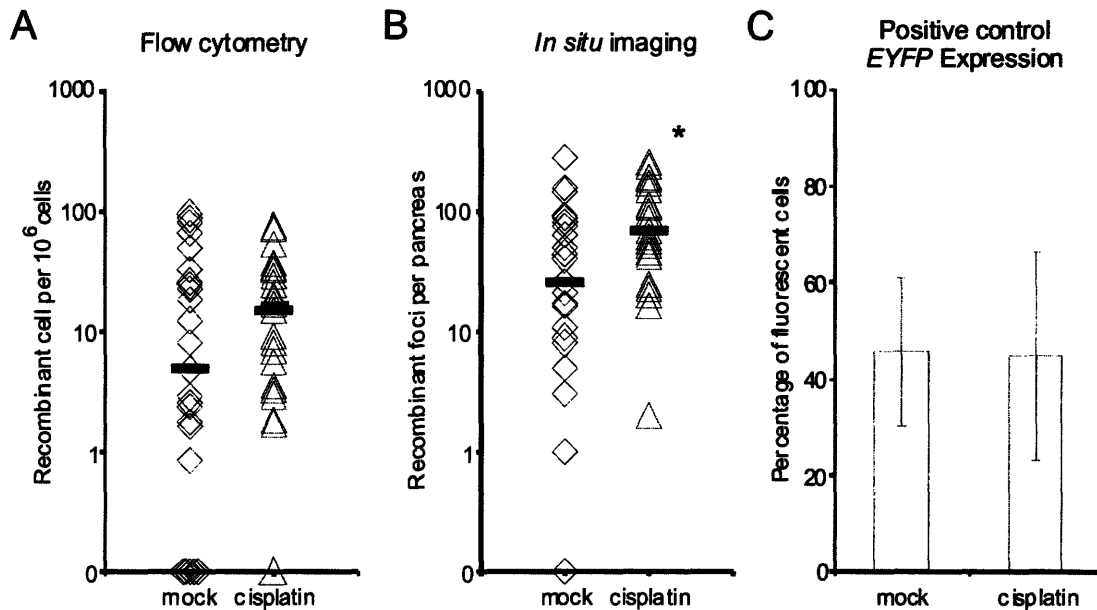 A
Flow cytometry
Recombinant cell per 10⁶ cells
1000
100
10
1
0
mock cisplatin
B
In situ imaging
Recombinant foci per pancreas
1000
100
10
1
0
*
mock cisplatin
C
Positive control
EYFP Expression
Percentage of fluorescent cells
100
80
60
40
20
0
mock cisplatin